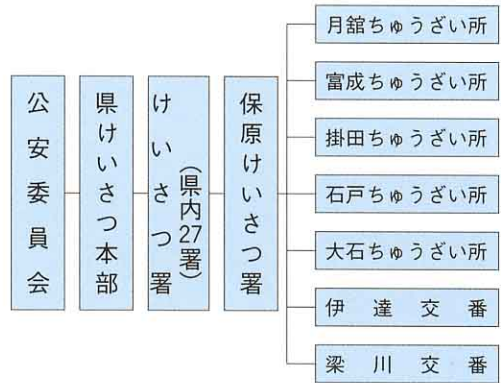 公安委員会
県けいさつ本部
けいさつ署
(県内27署)
保原けいさつ署
月舘ちゅうざい所
富成ちゅうざい所
掛田ちゅうざい所
石戸ちゅうざい所
大石ちゅうざい所
伊達交番
梁川交番